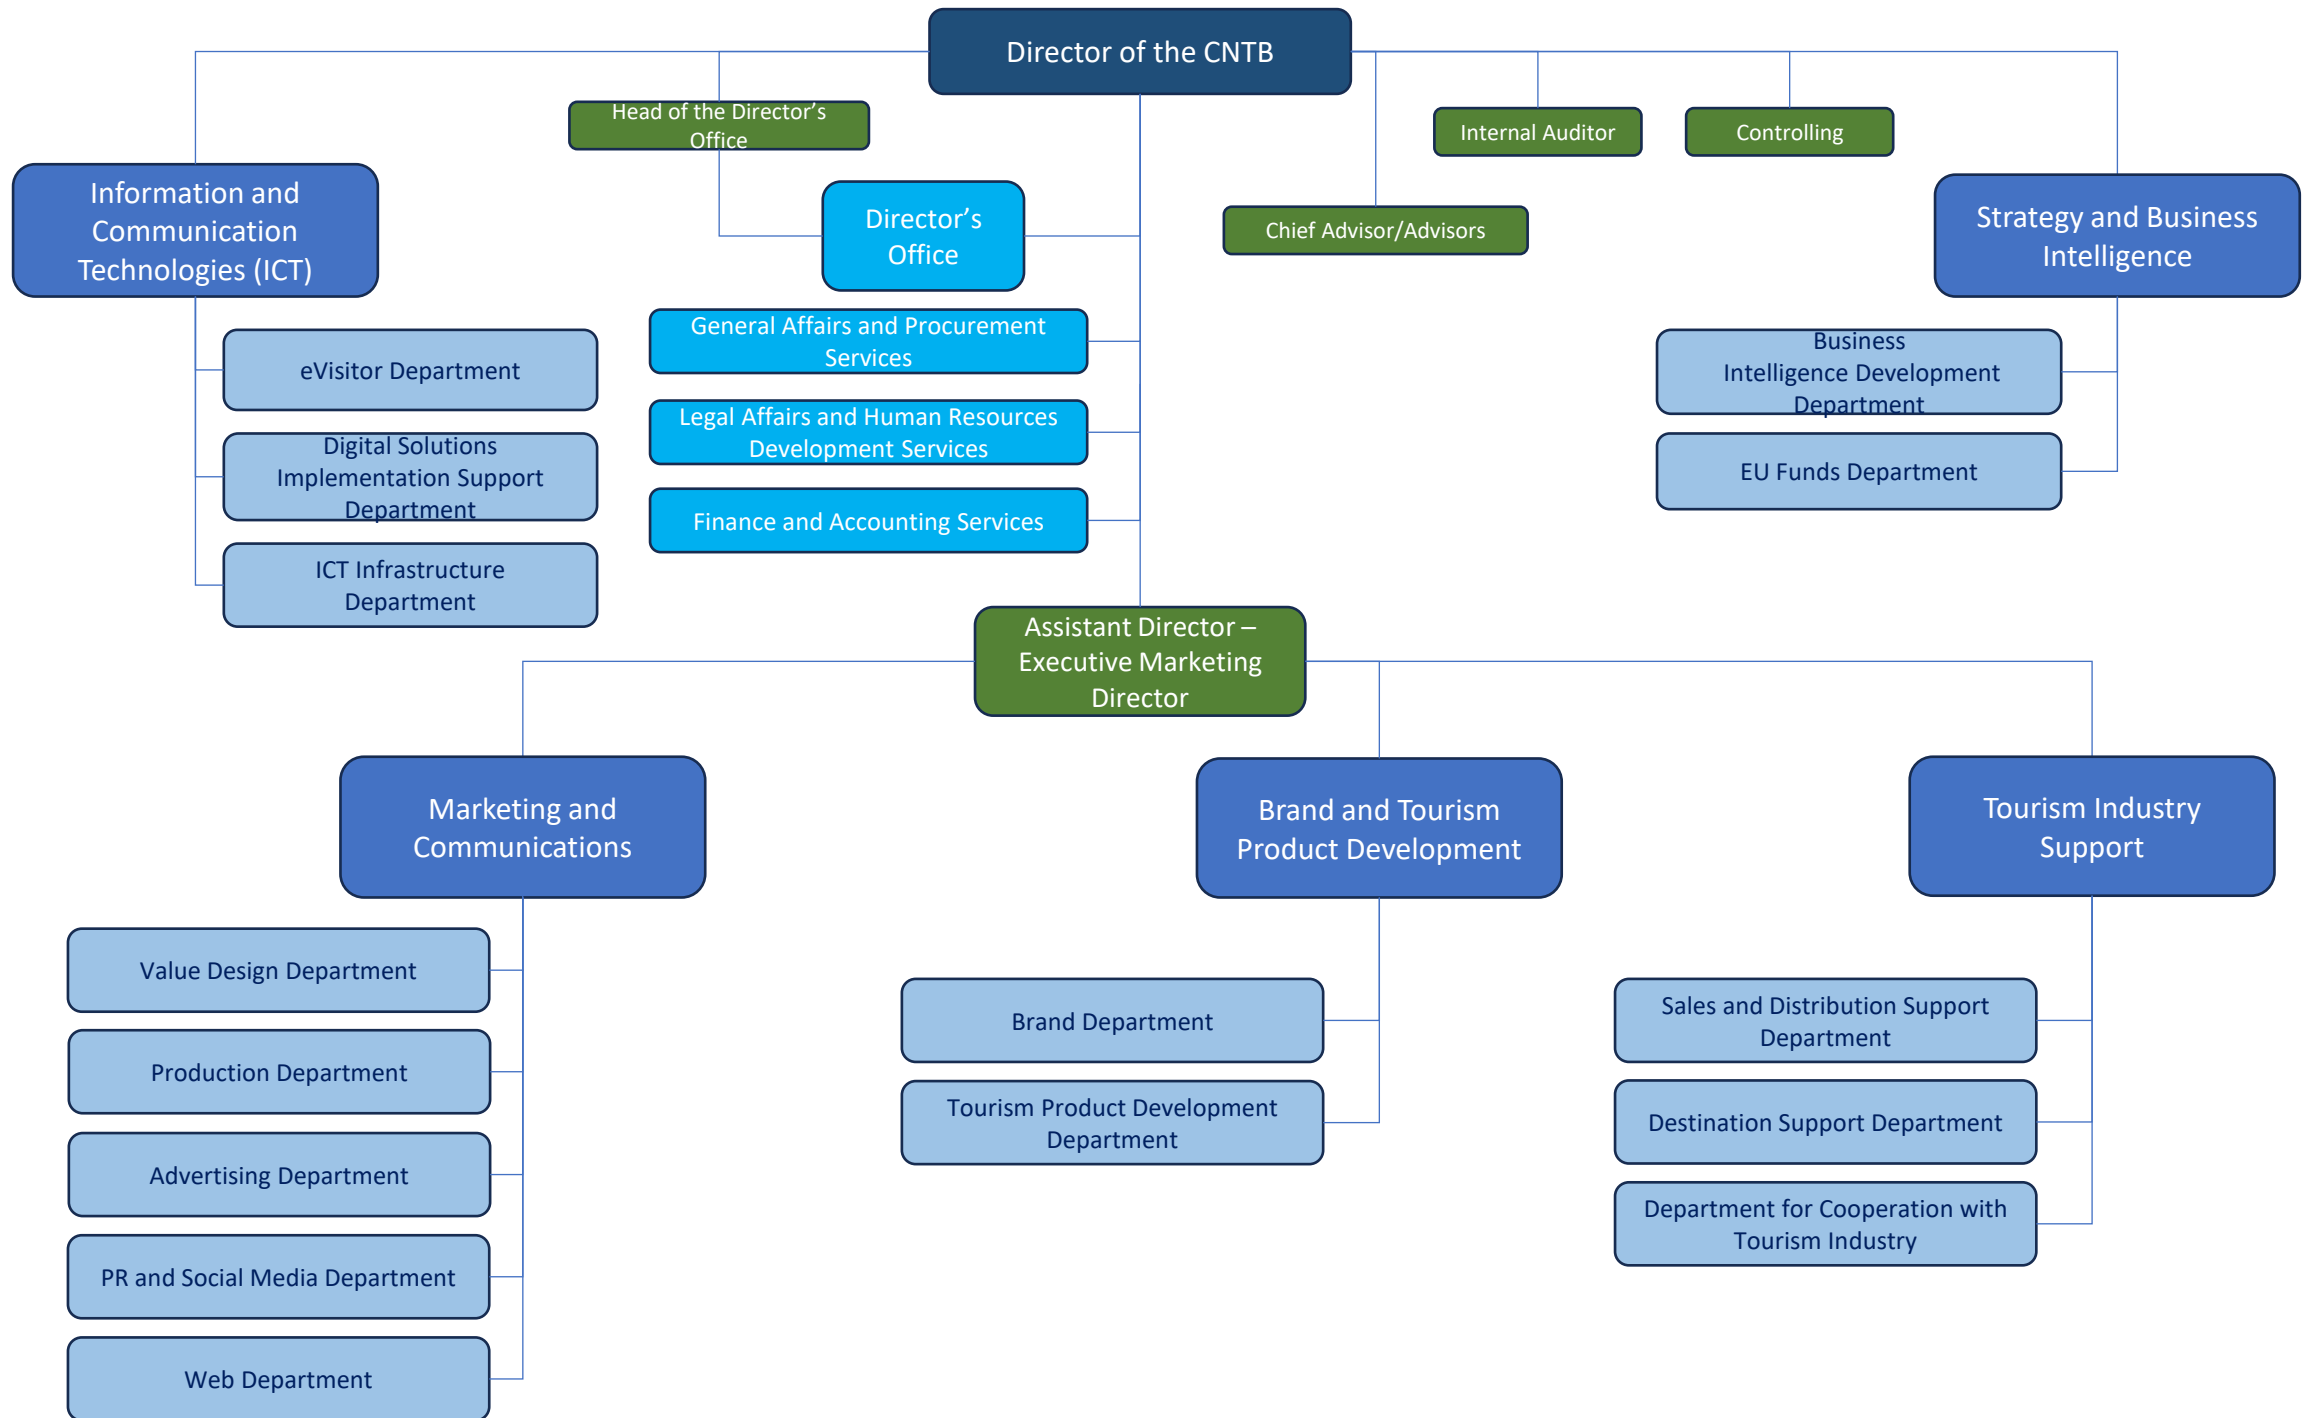 Director of the CNTB
Head of the Director’s
Office
Internal Auditor
Controlling
Information and
Communication
Technologies (ICT)
Director’s
Office
Chief Advisor/Advisors
Strategy and Business
Intelligence
General Affairs and Procurement
Services
Legal Affairs and Human Resources
Development Services
Finance and Accounting Services
eVisitor Department
Digital Solutions
Implementation Support
Department
ICT Infrastructure
Department
Business
Intelligence Development
Department
EU Funds Department
Assistant Director –
Executive Marketing
Director
Marketing and
Communications
Brand and Tourism
Product Development
Tourism Industry
Support
Value Design Department
Production Department
Advertising Department
PR and Social Media Department
Web Department
Brand Department
Tourism Product Development
Department
Sales and Distribution Support
Department
Destination Support Department
Department for Cooperation with
Tourism Industry